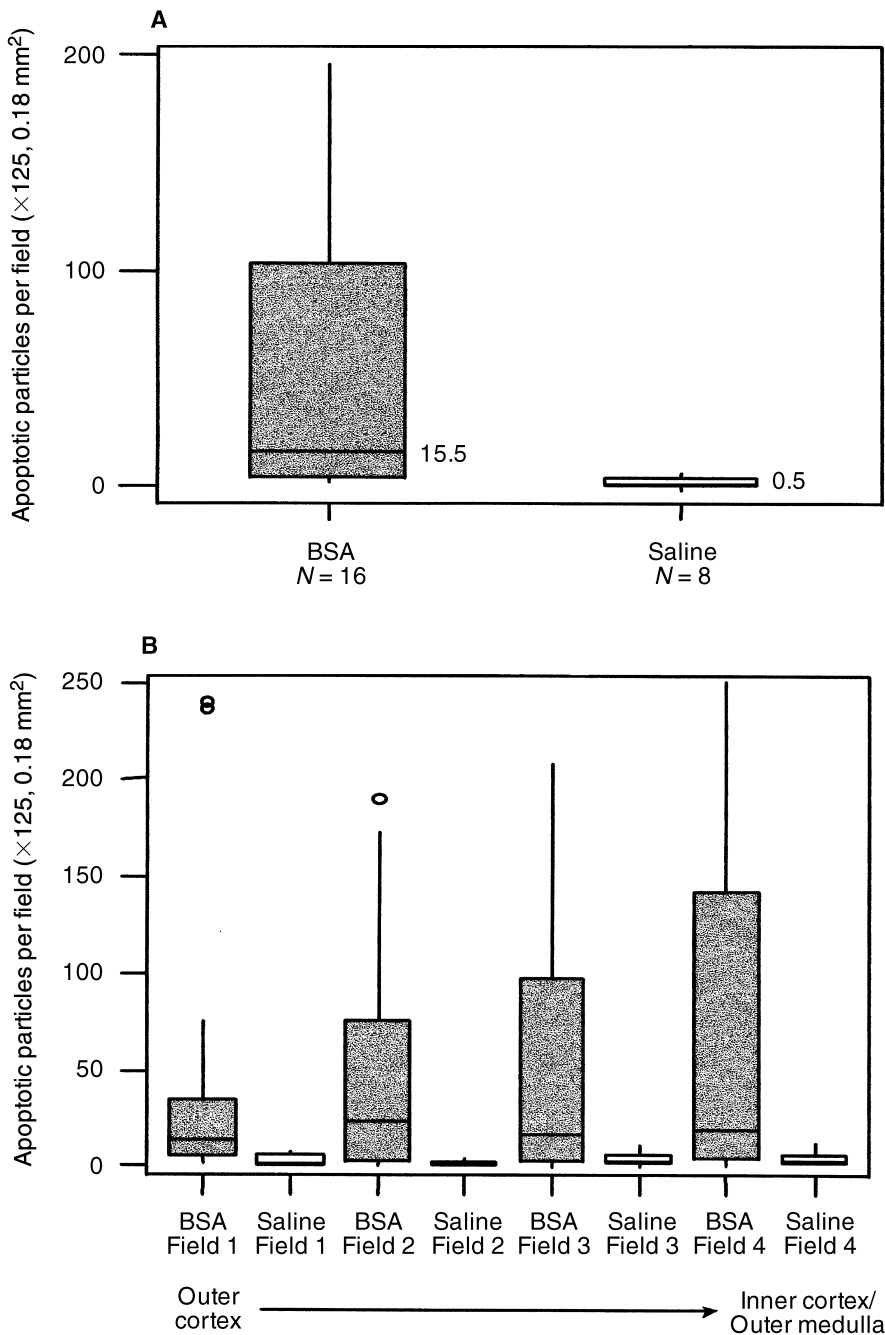 A
Apoptotic particles per field (×125, 0.18 mm²)
200
100
0
15.5
0.5
BSA
N = 16
Saline
N = 8
B
Apoptotic particles per field (×125, 0.18 mm²)
250
200
150
100
50
0
BSA
Field 1
Saline
Field 1
BSA
Field 2
Saline
Field 2
BSA
Field 3
Saline
Field 3
BSA
Field 4
Saline
Field 4
Outer
cortex
Inner cortex/
Outer medulla